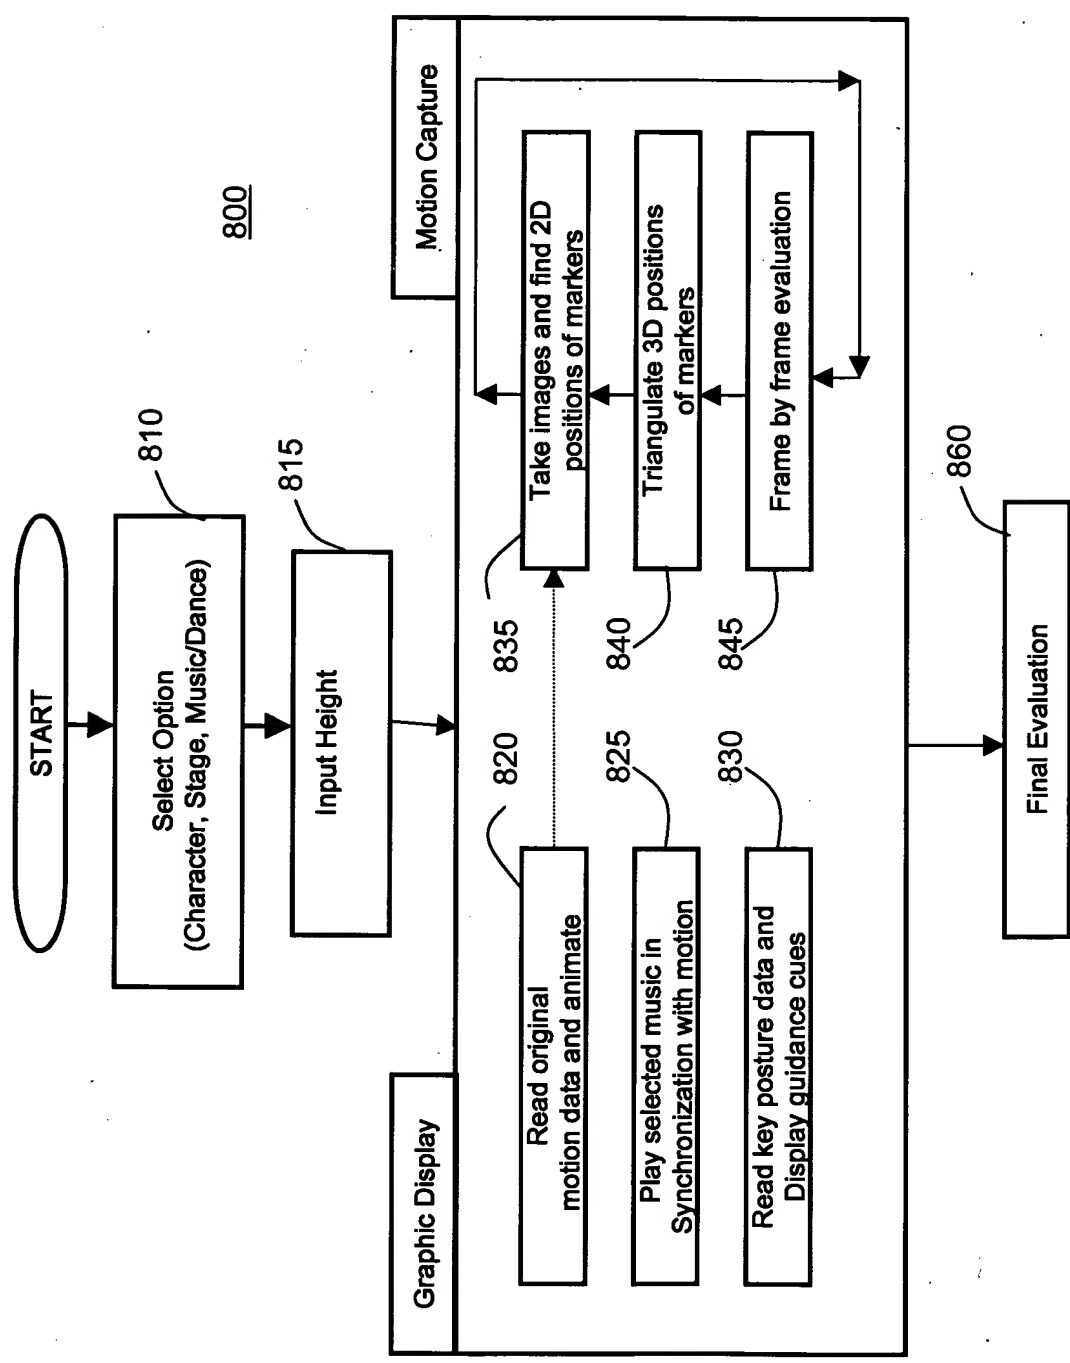 800
START
810
Select Option
(Character, Stage, Music/Dance)
815
Input Height
Graphic Display
Motion Capture
820
Read original
motion data and animate
825
Play selected music in
Synchronization with motion
830
Read key posture data and
Display guidance cues
835
Take images and find 2D
positions of markers
840
Triangulate 3D positions
of markers
845
Frame by frame evaluation
860
Final Evaluation